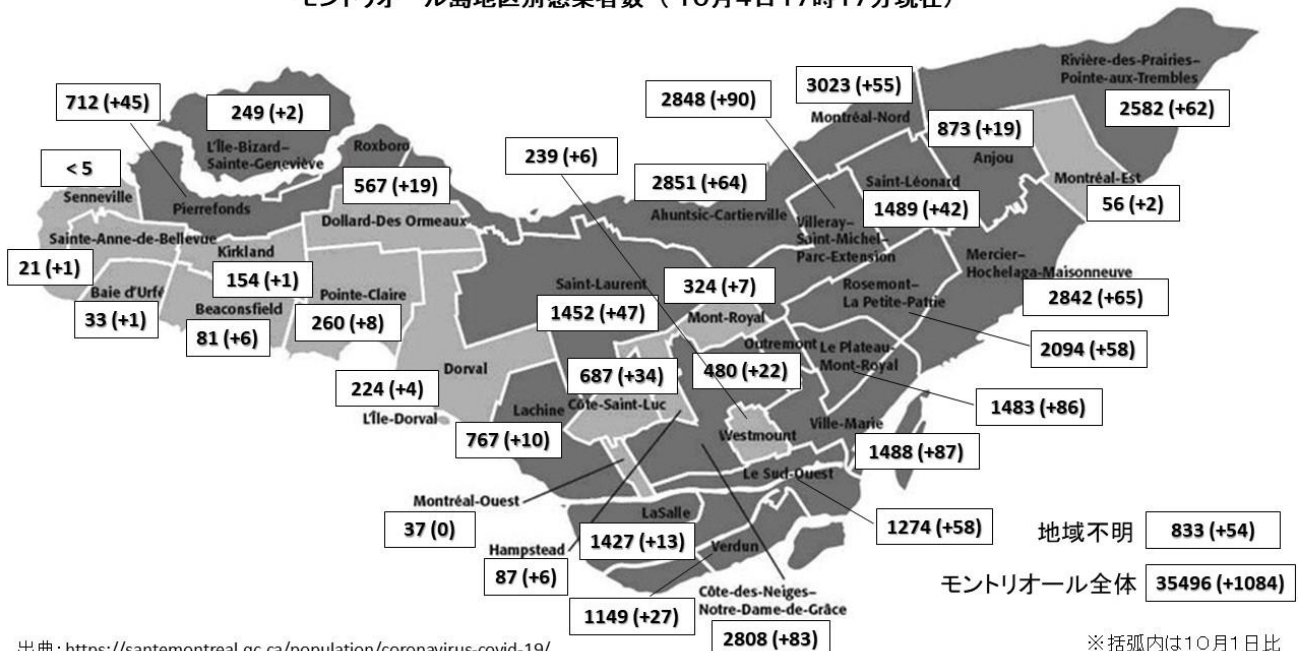 モントリオール島地区別感染者数（10月4日17時17分現在）
Rivière-des-Prairies–
Pointe-aux-Trembles
2582 (+62)
3023 (+55)
Montréal-Nord
2848 (+90)
873 (+19)
Anjou
712 (+45)
249 (+2)
L'Île-Bizard–
Sainte-Geneviève
Roxboro
239 (+6)
< 5
Senneville
Pierrefonds
567 (+19)
Dollard-Des Ormeaux
2851 (+64)
Ahuntsic-Cartierville
Saint-Léonard
1489 (+42)
Montréal-Est
56 (+2)
Villeray–
Saint-Michel–
Parc-Extension
Sainte-Anne-de-Bellevue
21 (+1)
Kirkland
154 (+1)
Baie d'Urfé
33 (+1)
Beaconsfield
81 (+6)
Pointe-Claire
260 (+8)
Saint-Laurent
1452 (+47)
324 (+7)
Mont-Royal
Mercier–
Hochelaga-Maisonneuve
2842 (+65)
Rosemont–
La Petite-Patrie
2094 (+58)
Outremont
480 (+22)
Le Plateau-
Mont-Royal
1483 (+86)
Dorval
224 (+4)
L'Île-Dorval
687 (+34)
Côte-Saint-Luc
Lachine
767 (+10)
Westmount
Ville-Marie
1488 (+87)
Le Sud-Ouest
1274 (+58)
Montréal-Ouest
37 (0)
Hampstead
87 (+6)
LaSalle
1427 (+13)
Verdun
1149 (+27)
Côte-des-Neiges–
Notre-Dame-de-Grâce
2808 (+83)
地域不明 833 (+54)
モントリオール全体 35496 (+1084)
出典: https://santemontreal.qc.ca/population/coronavirus-covid-19/
※括弧内は10月1日比